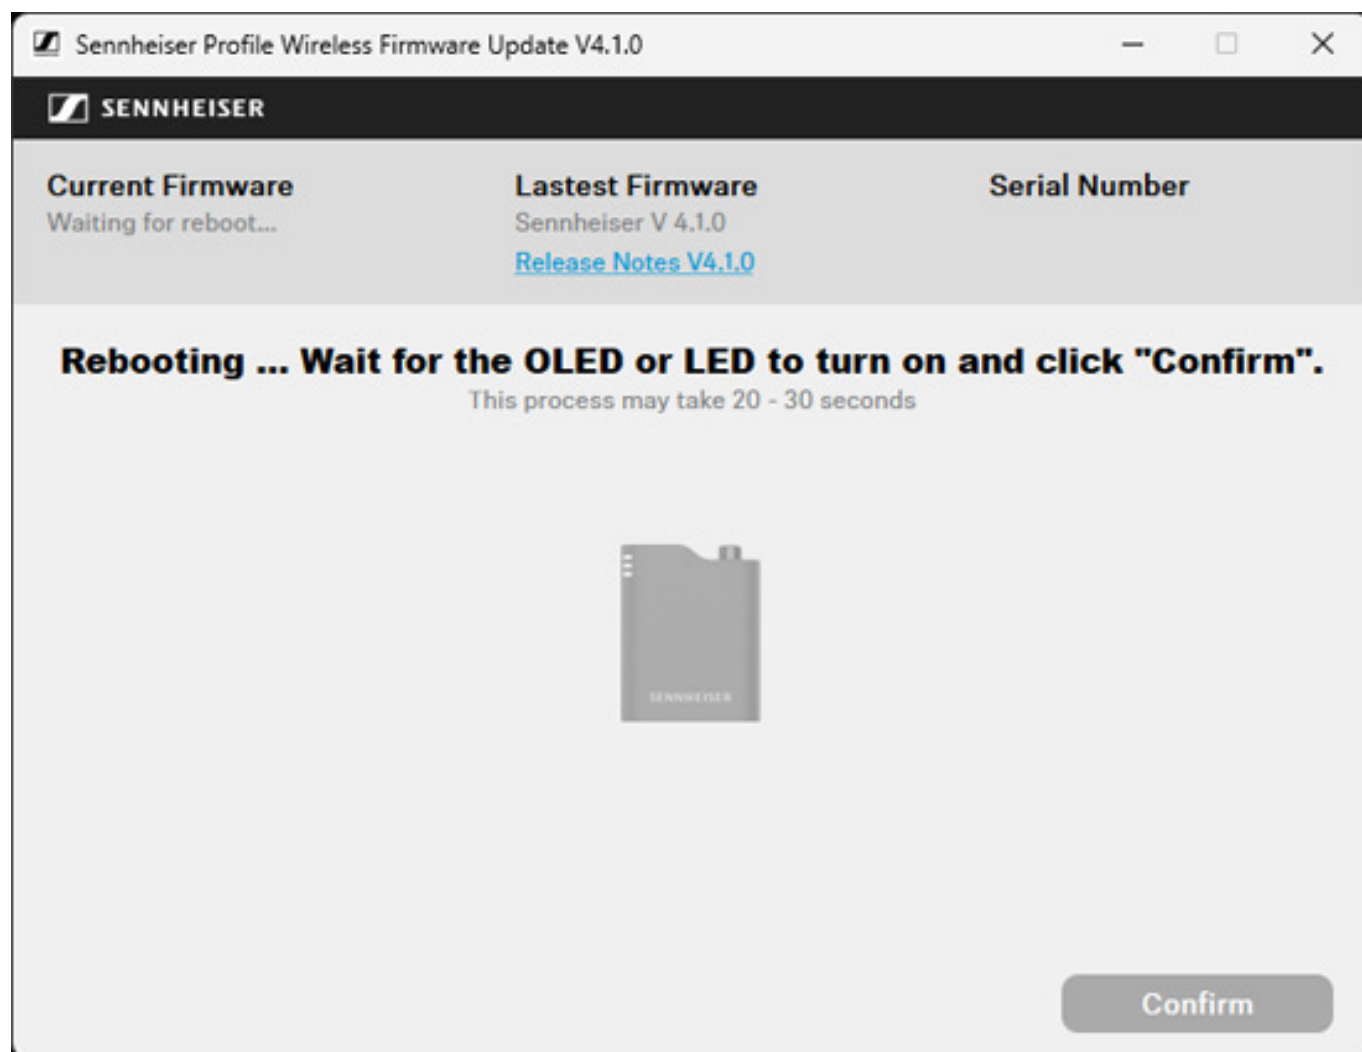 Sennheiser Profile Wireless Firmware Update V4.1.0
SENNHEISER
Current Firmware
Waiting for reboot...
Lastest Firmware
Sennheiser V 4.1.0
Release Notes V4.1.0
Serial Number
Rebooting ... Wait for the OLED or LED to turn on and click "Confirm".
This process may take 20 - 30 seconds
SENNHEISER
Confirm